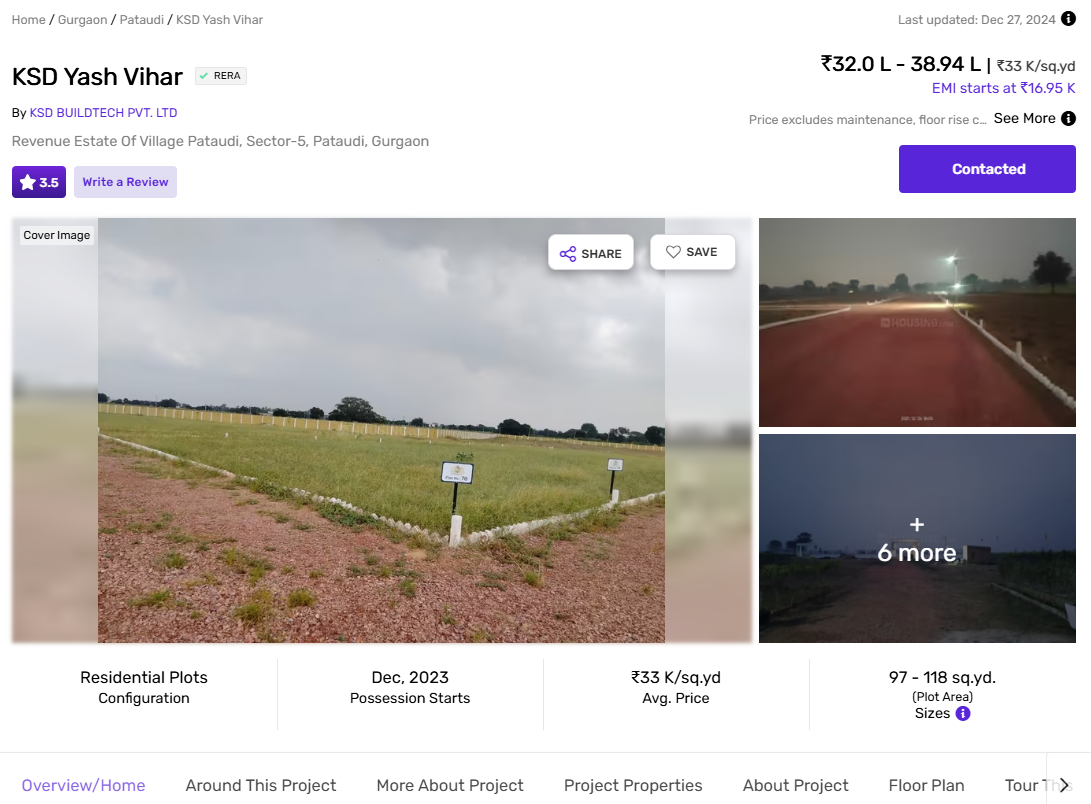 Home / Gurgaon / Pataudi / KSD Yash Vihar
Last updated: Dec 27, 2024
KSD Yash Vihar
RERA
₹32.0 L - 38.94 L | ₹33 K/sq.yd
EMI starts at ₹16.95 K
By KSD BUILDTECH PVT. LTD
Price excludes maintenance, floor rise c... See More
Revenue Estate Of Village Pataudi, Sector-5, Pataudi, Gurgaon
3.5
Write a Review
Contacted
Cover Image
SHARE
SAVE
HOUSING.COM
+
6 more
Residential Plots
Configuration
Dec, 2023
Possession Starts
₹33 K/sq.yd
Avg. Price
97 - 118 sq.yd.
(Plot Area)
Sizes
Overview/Home
Around This Project
More About Project
Project Properties
About Project
Floor Plan
Tour This